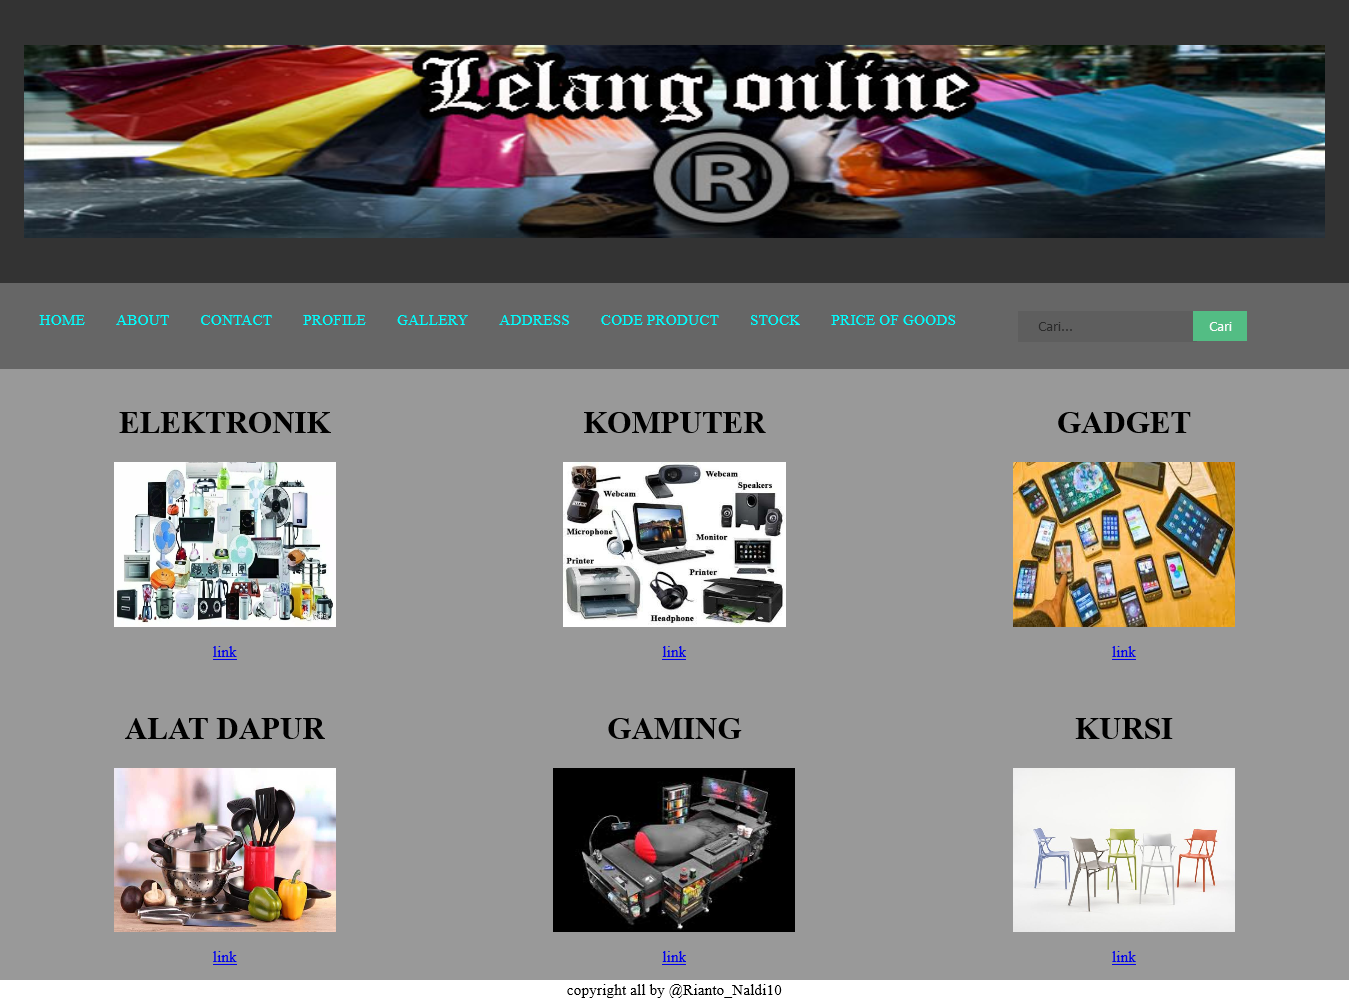 Lelang online
R
HOME ABOUT CONTACT PROFILE GALLERY ADDRESS CODE PRODUCT STOCK PRICE OF GOODS Cari... Cari
ELEKTRONIK KOMPUTER GADGET
Webcam
Speakers
Webcam
Microphone
Monitor
Printer
Printer
Headphone
link link link
ALAT DAPUR GAMING KURSI
link link link
copyright all by @Rianto_Naldi10